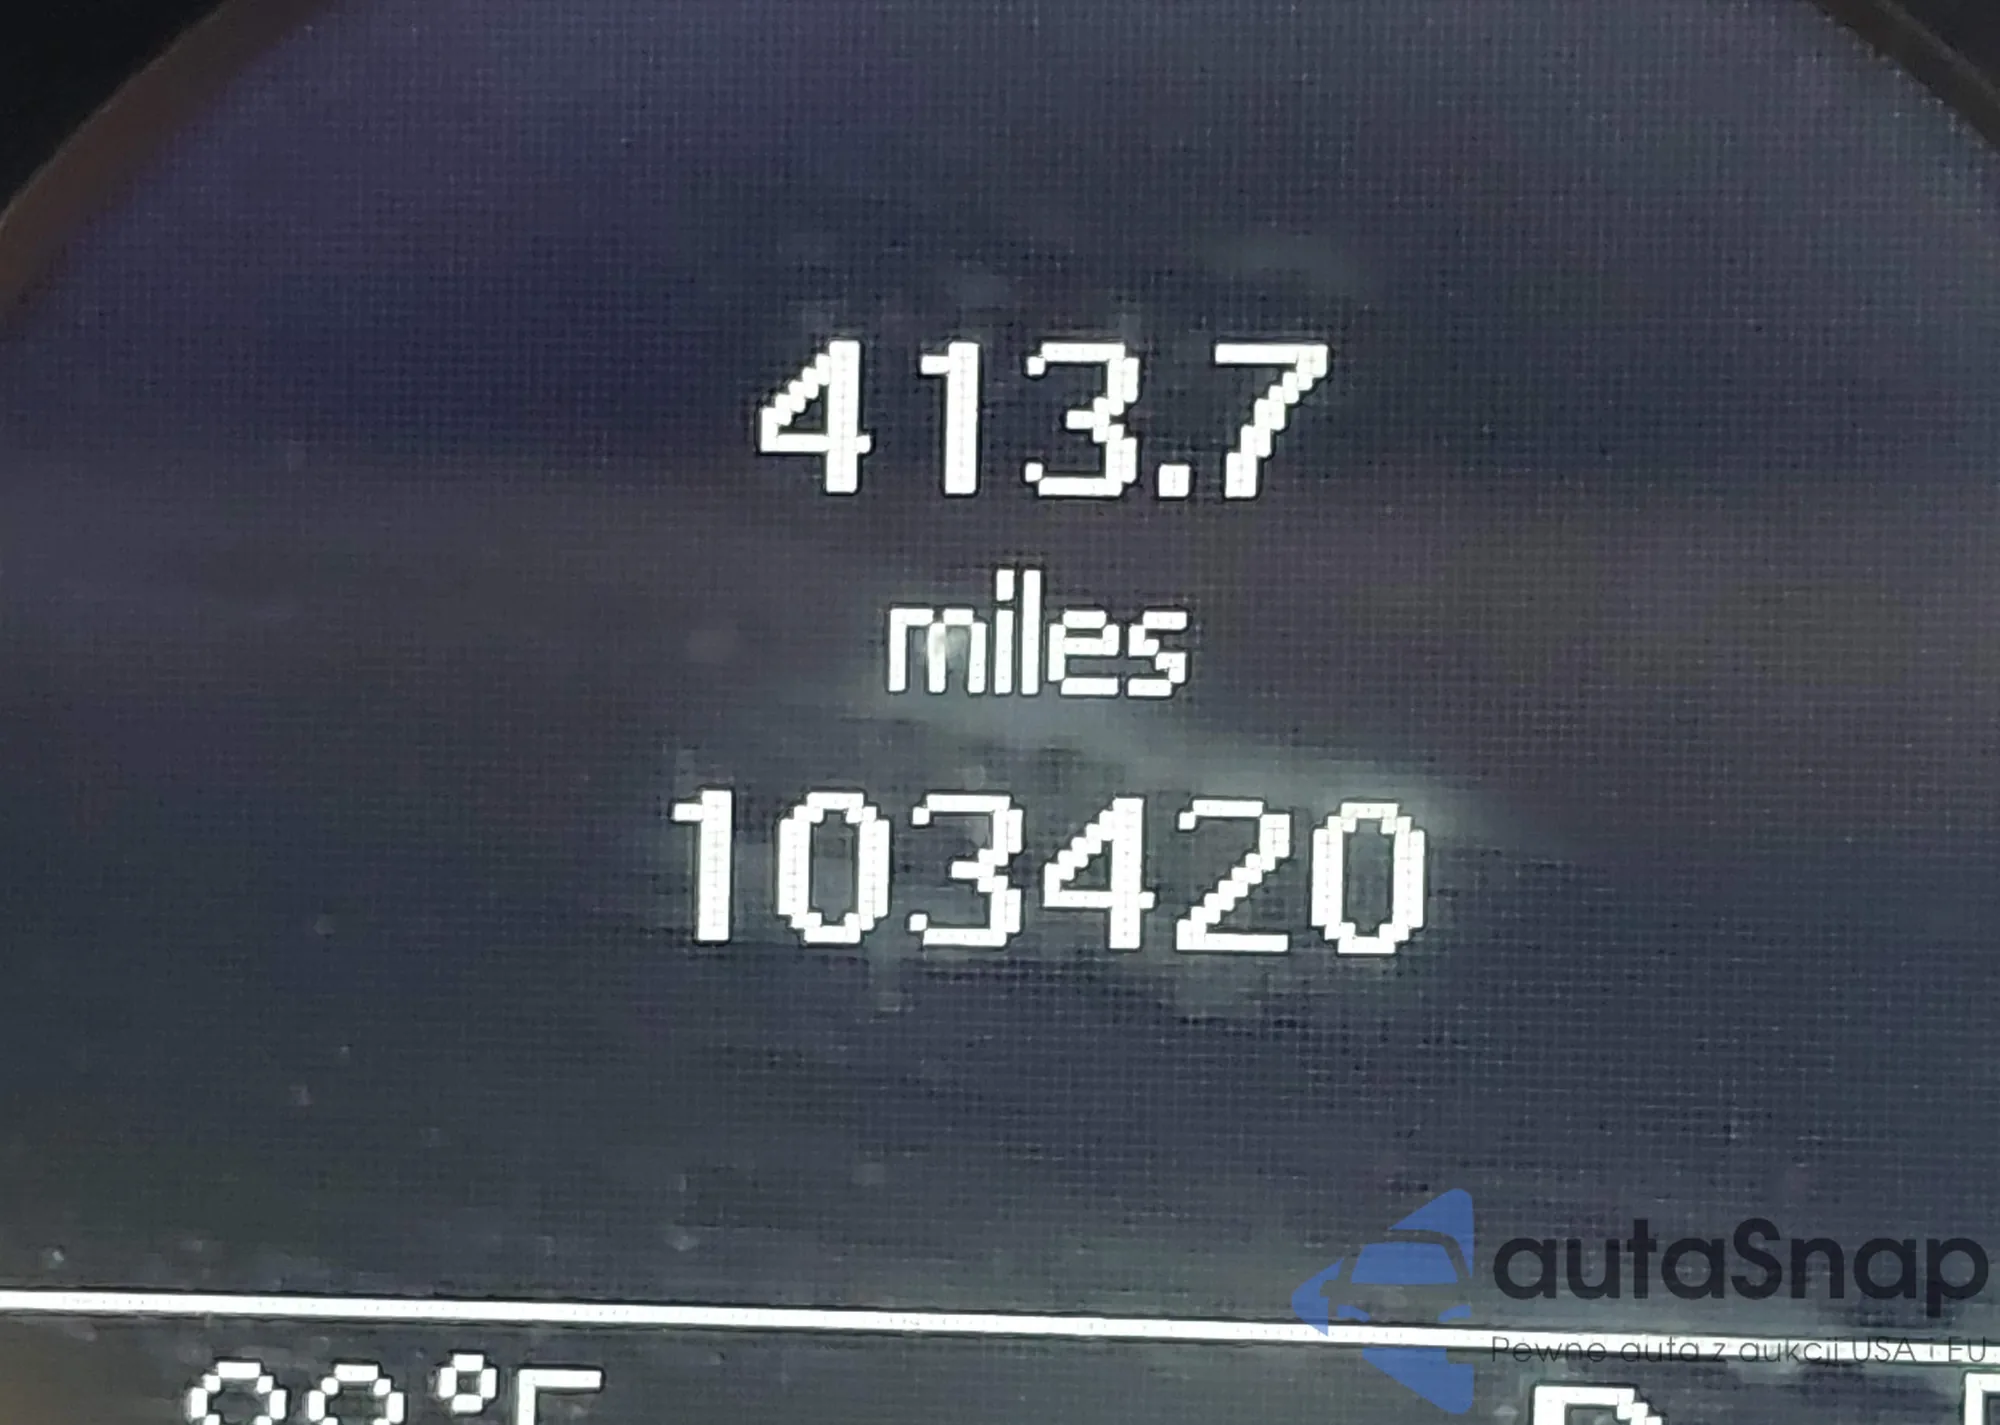 413.7
miles
103420
autaSnap
Pewne auta z aukcji USA i EU
°F